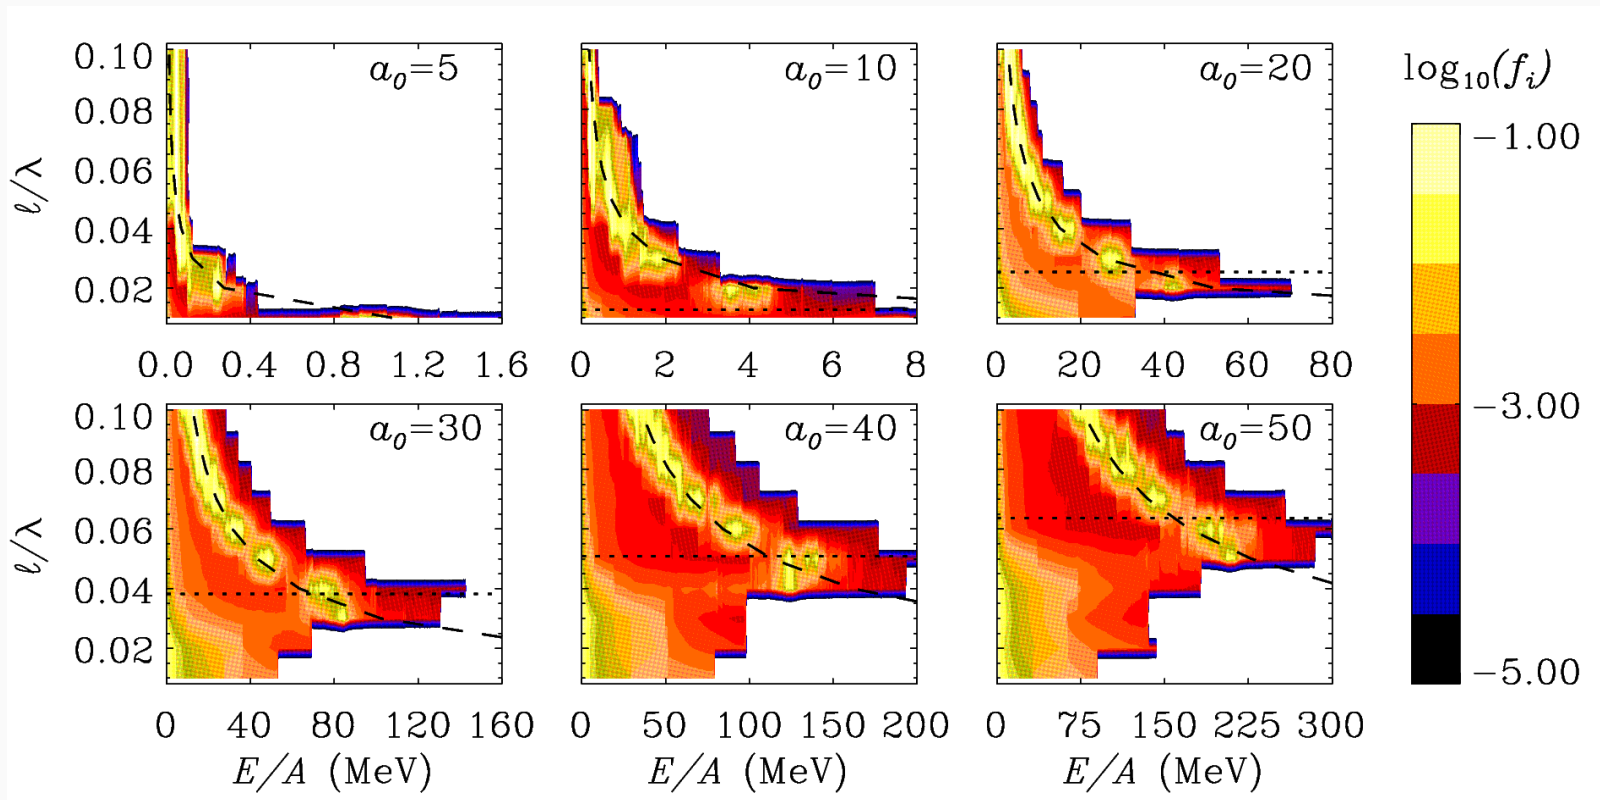 a₀=5
a₀=10
a₀=20
log₁₀(fᵢ)
ℓ/λ
0.10
0.08
0.06
0.04
0.02
0.0 0.4 0.8 1.2 1.6
0 2 4 6 8
0 20 40 60 80
−1.00
−3.00
−5.00
a₀=30
a₀=40
a₀=50
ℓ/λ
0.10
0.08
0.06
0.04
0.02
0 40 80 120 160
0 50 100 150 200
0 75 150 225 300
E/A (MeV)
E/A (MeV)
E/A (MeV)